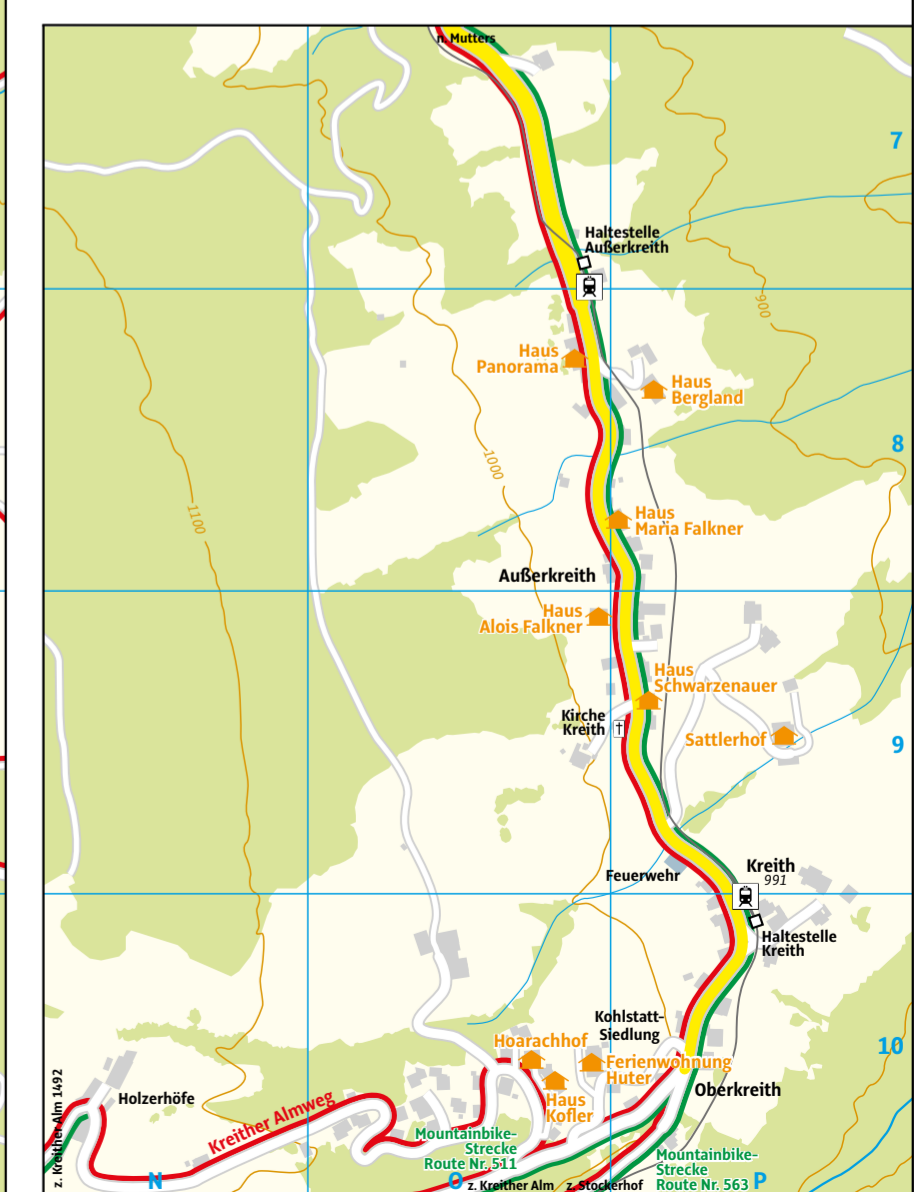 n. Mutters
7
Haltestelle
Außerkreith
900
Haus
Panorama
Haus
Bergland
8
1000
1100
Haus
Maria Falkner
Außerkreith
Haus
Alois Falkner
Haus
Schwarzenauer
Kirche
Kreith
Sattlerhof
9
Feuerwehr
Kreith
991
Haltestelle
Kreith
Kohlstatt-
Siedlung
10
Hoarachhof
Ferienwohnung
Huter
Haus
Kofler
Oberkreith
z. Kreither Alm 1492
Holzerhöfe
Kreither Almweg
Mountainbike-
Strecke
Route Nr. 511
Mountainbike-
Strecke
Route Nr. 563
N
O
z. Kreither Alm
z. Stockerhof
P